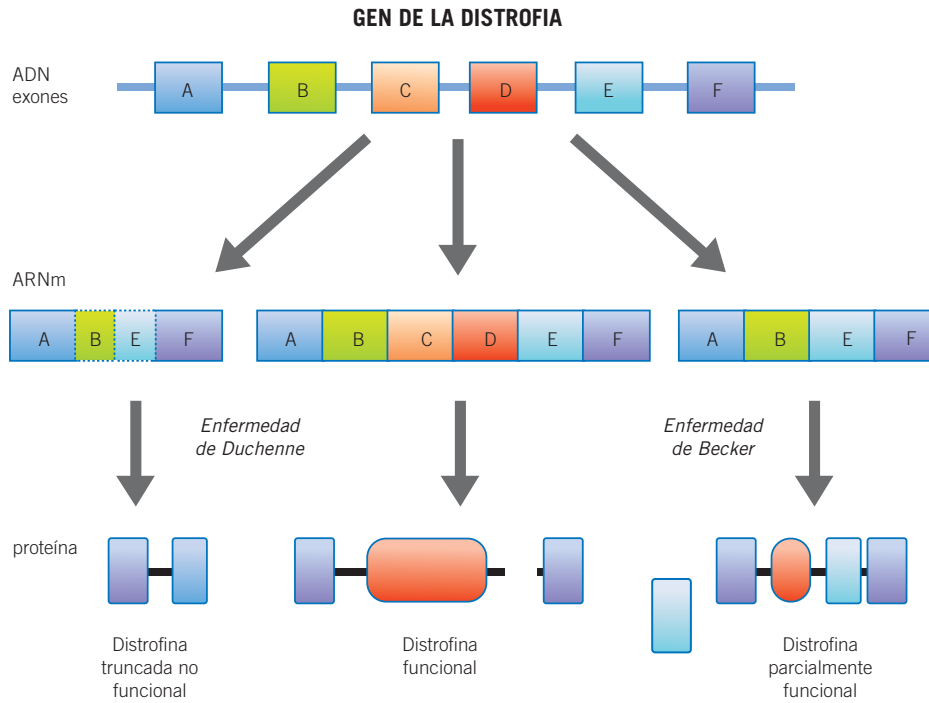 GEN DE LA DISTROFIA
ADN
exones
A B C D E F
ARNm
A B E F
A B C D E F
A B E F
Enfermedad
de Duchenne
Enfermedad
de Becker
proteína
Distrofina
truncada no
funcional
Distrofina
funcional
Distrofina
parcialmente
funcional